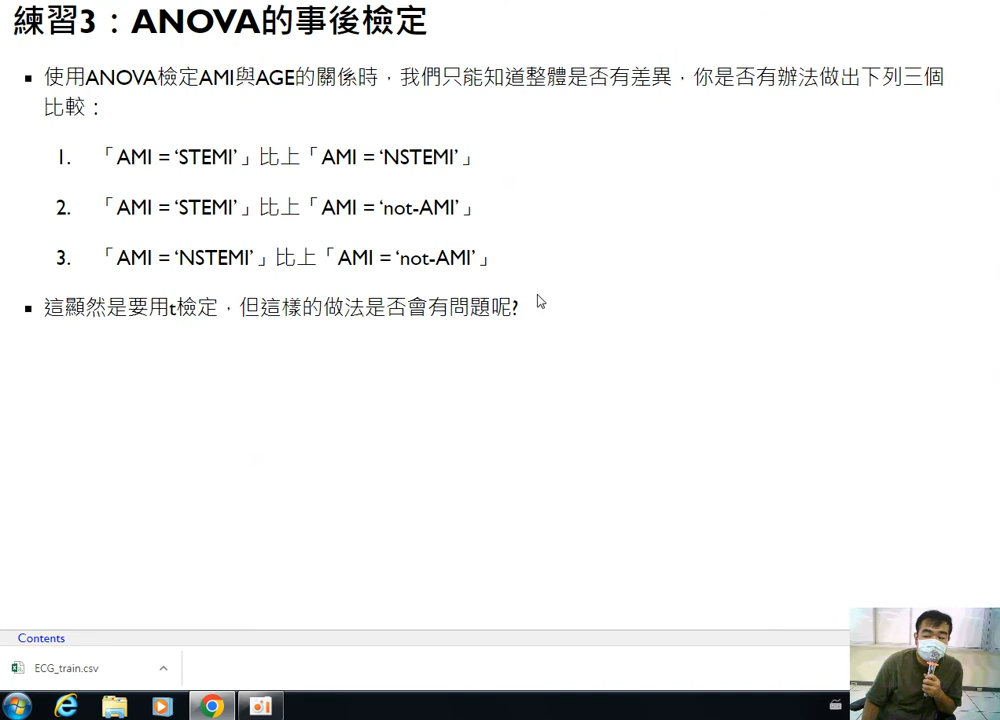 練習3：ANOVA的事後檢定
▪ 使用ANOVA檢定AMI與AGE的關係時，我們只能知道整體是否有差異，你是否有辦法做出下列三個
比較：
1. 「AMI = ‘STEMI’」比上「AMI = ‘NSTEMI’」
2. 「AMI = ‘STEMI’」比上「AMI = ‘not-AMI’」
3. 「AMI = ‘NSTEMI’」比上「AMI = ‘not-AMI’」
▪ 這顯然是要用t檢定，但這樣的做法是否會有問題呢?
Contents
ECG_train.csv